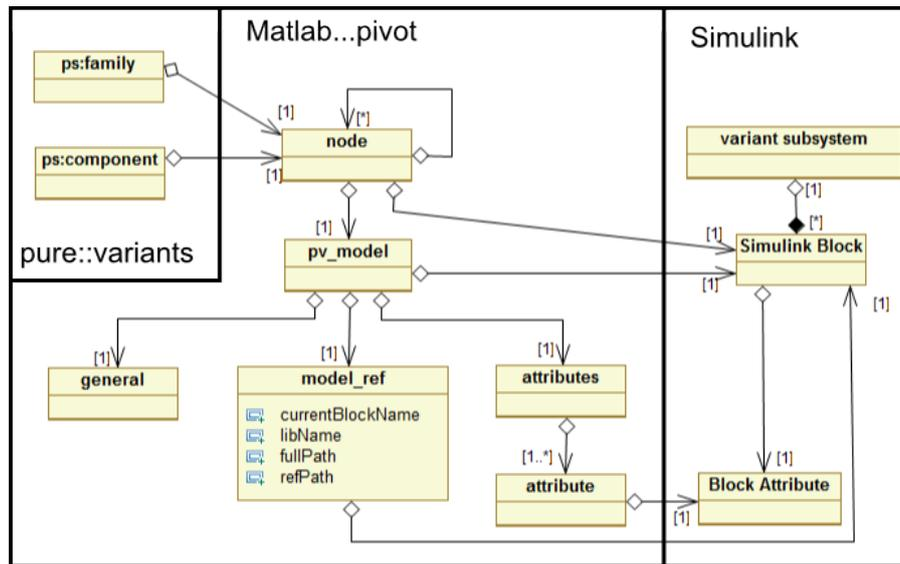 Matlab...pivot
Simulink
ps:family
[1]
[*]
node
variant subsystem
ps:component
[1]
[1]
[*]
pure::variants
[1]
pv_model
[1]
Simulink Block
[1]
[1]
[1]
general
[1]
model_ref
currentBlockName
libName
fullPath
refPath
[1]
attributes
[1..*]
attribute
[1]
[1]
Block Attribute